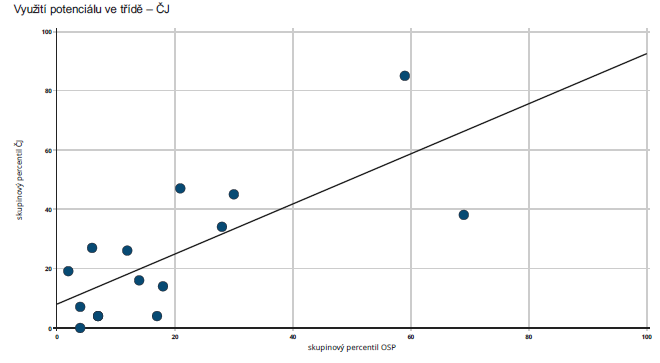 Využití potenciálu ve třídě – ČJ
100
80
60
40
20
0
skupinový percentil ČJ
0 20 40 60 80 100
skupinový percentil OSP